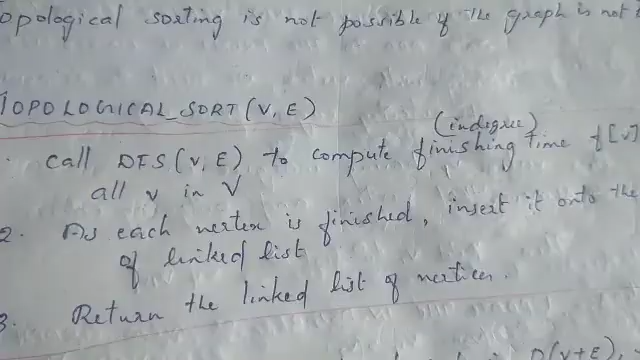 opological sorting is not possible if the graph is not
TOPOLOGICAL_SORT(V, E)
(indegree)
. call DFS(V, E) to compute finishing time f[v]
all v in V
2. As each vertex is finished, insert it onto the
of linked list
3. Return the linked list of vertices.
O(V+E).